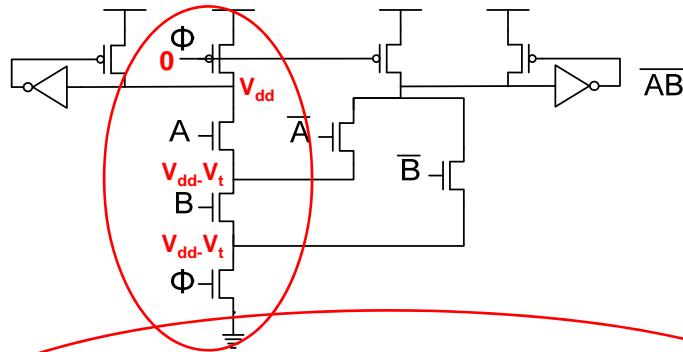 Φ
0
V_dd
A̅B̅
A
A̅
V_dd-V_t
B̅
B
V_dd-V_t
Φ